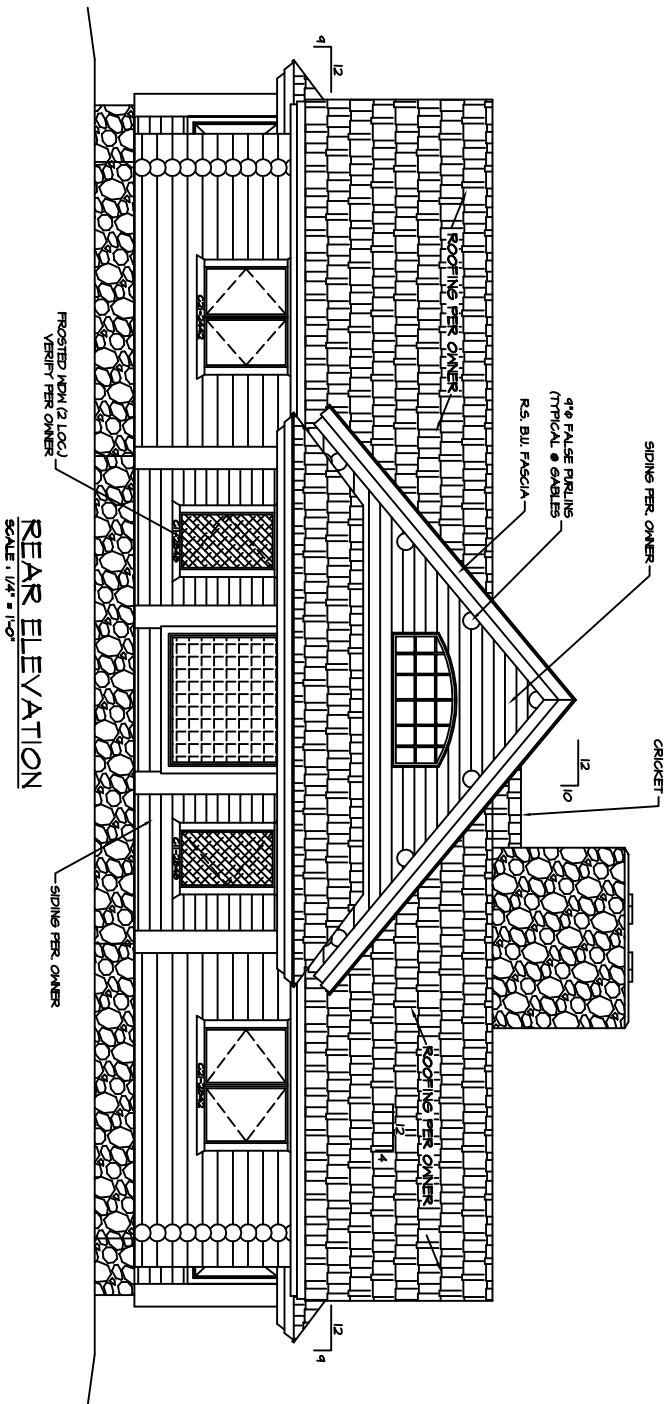 SIDING PER. OWNER
CRICKET
9"Φ FALSE PURLINS
(TYPICAL @ GABLES
R.S. B.U. FASCIA
12
10
ROOFING PER OWNER
ROOFING PER OWNER
12
4
12
9
12
9
FROSTED WDW (2 LOC.)
VERIFY PER OWNER
SIDING PER. OWNER
REAR ELEVATION
SCALE : 1/4" = 1'-0"